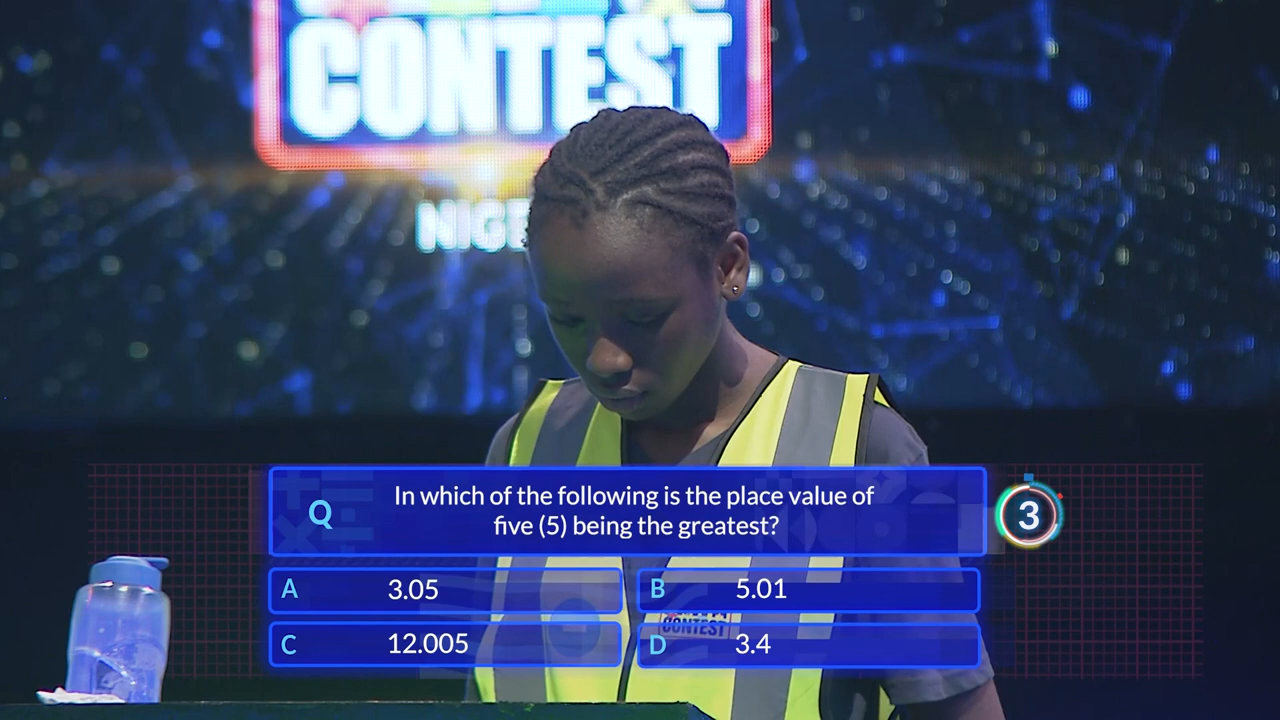 CONTEST
Q
In which of the following is the place value of
five (5) being the greatest?
3
A 3.05
B 5.01
C 12.005
D 3.4
CONTEST